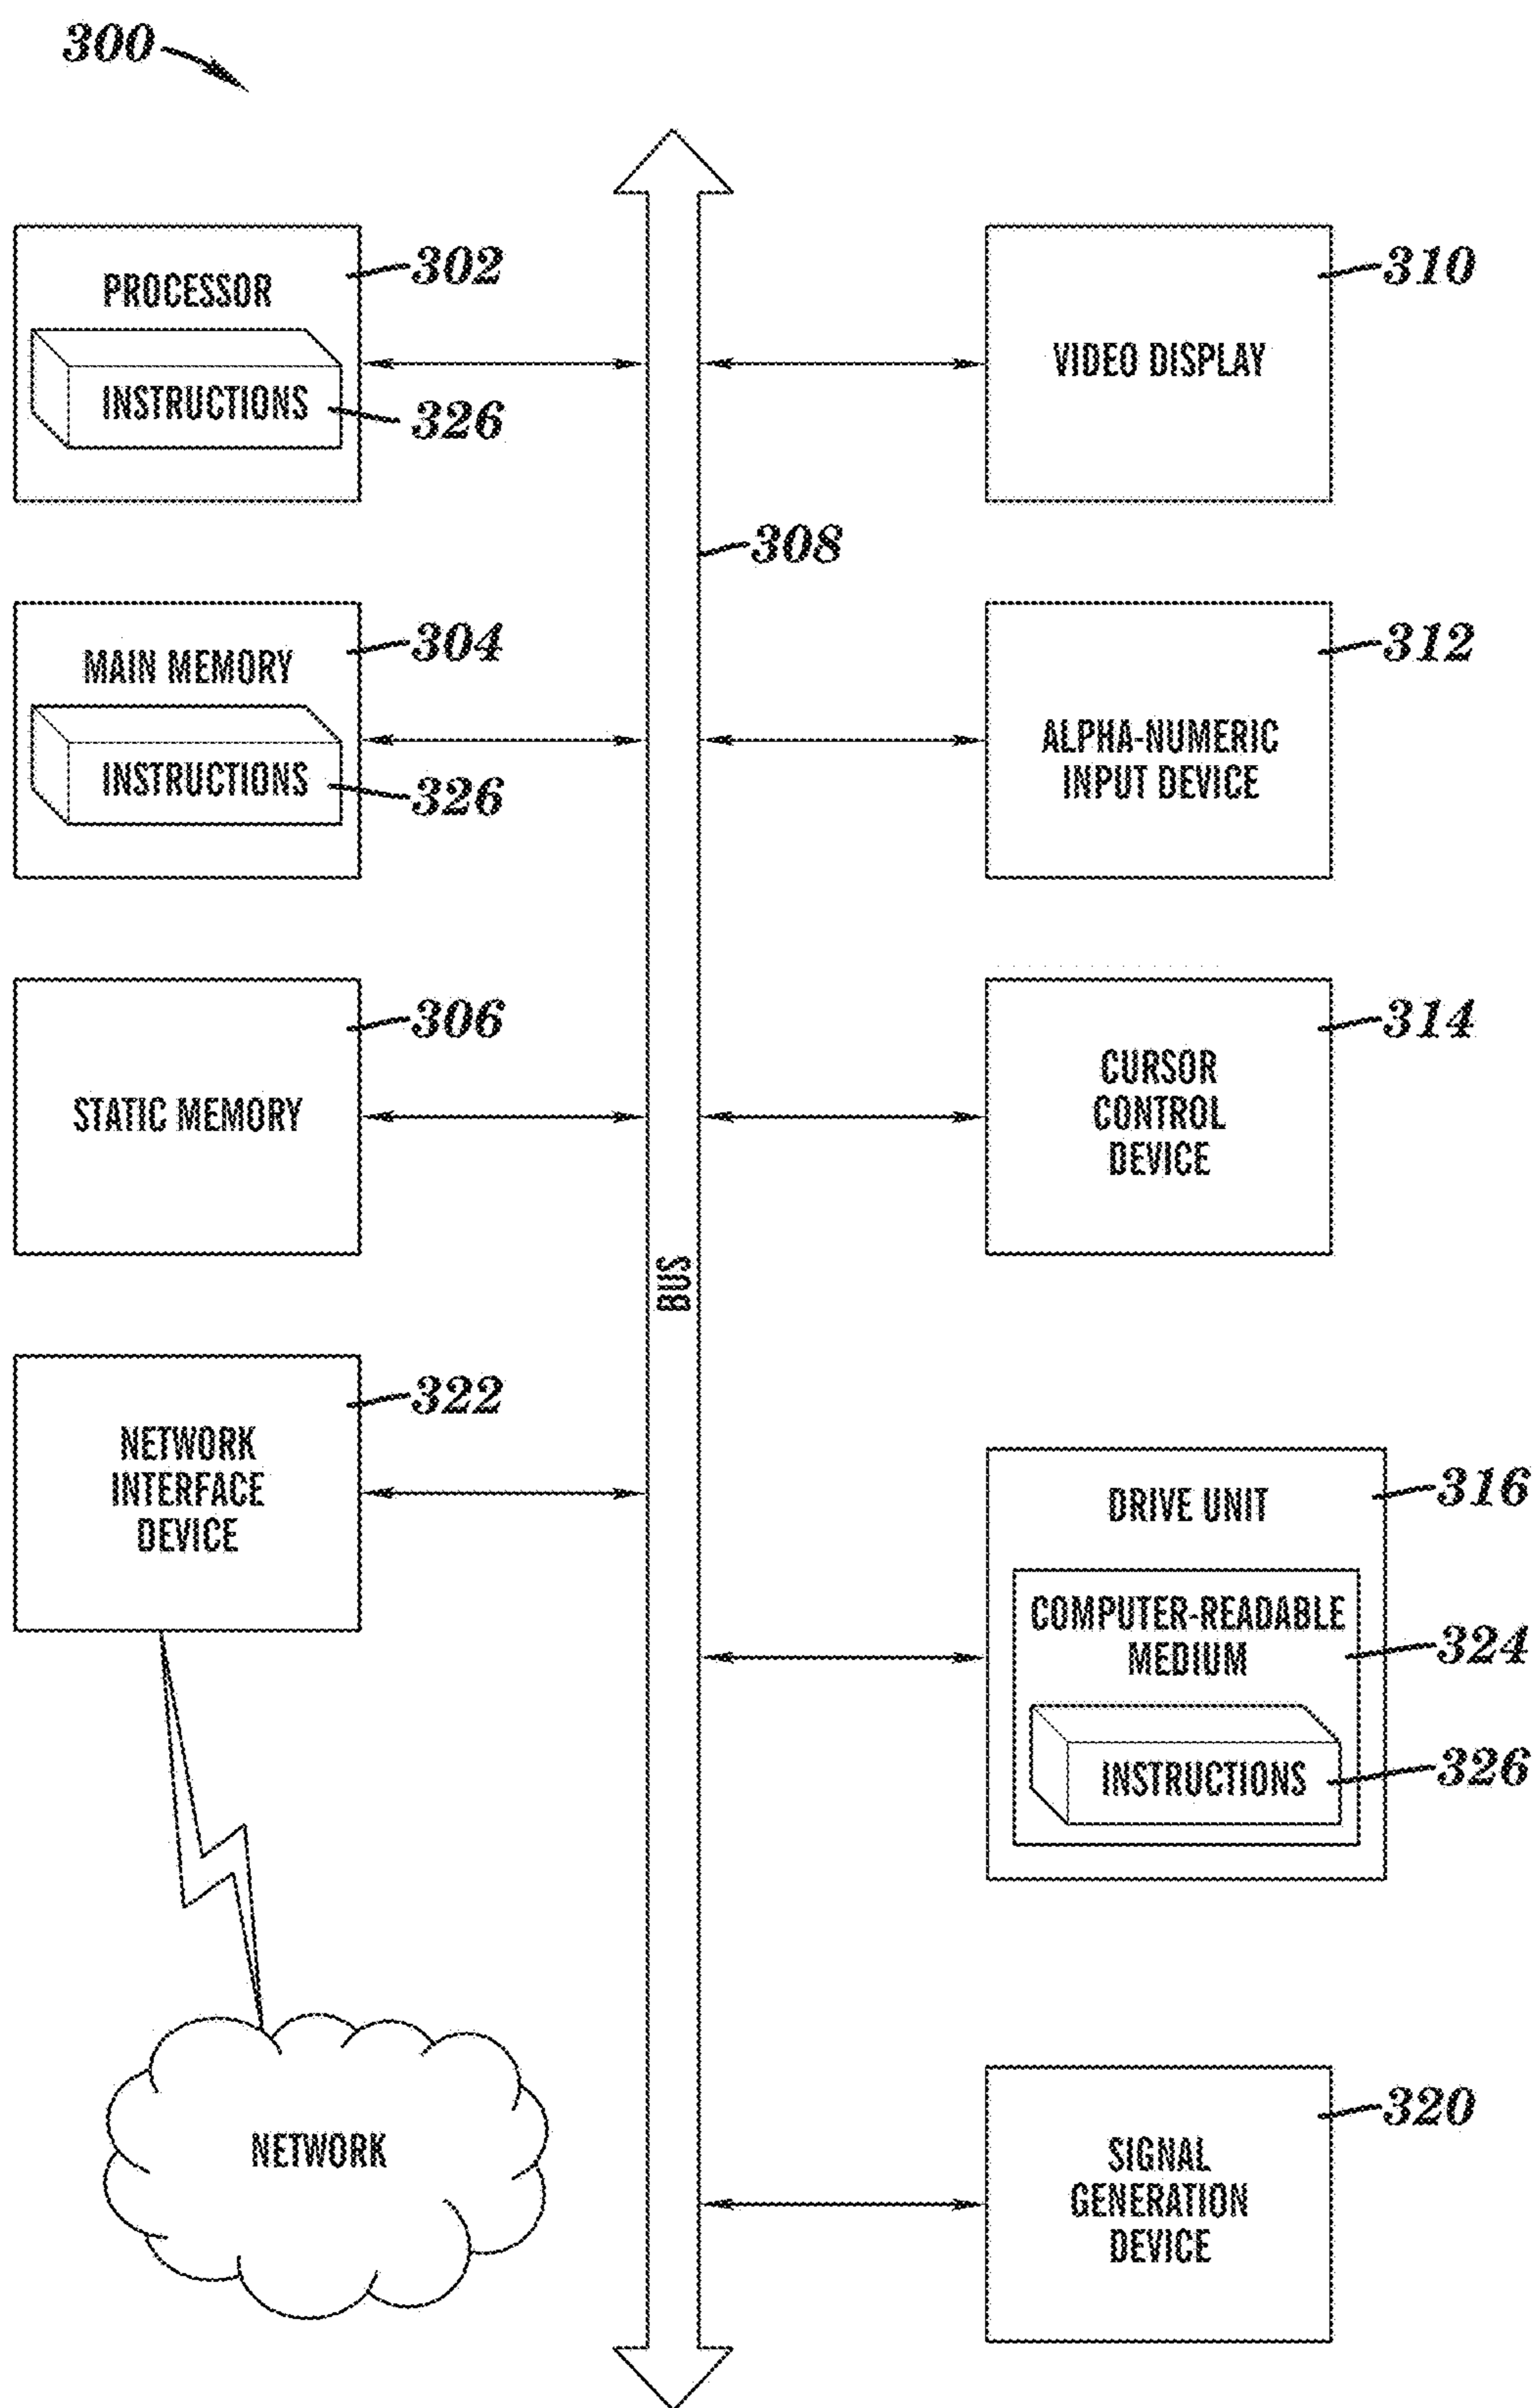 300
PROCESSOR
302
INSTRUCTIONS
326
310
VIDEO DISPLAY
308
MAIN MEMORY
304
INSTRUCTIONS
326
312
ALPHA-NUMERIC
INPUT DEVICE
STATIC MEMORY
306
314
CURSOR
CONTROL
DEVICE
BUS
NETWORK
INTERFACE
DEVICE
322
DRIVE UNIT
316
COMPUTER-READABLE
MEDIUM
324
INSTRUCTIONS
326
NETWORK
320
SIGNAL
GENERATION
DEVICE